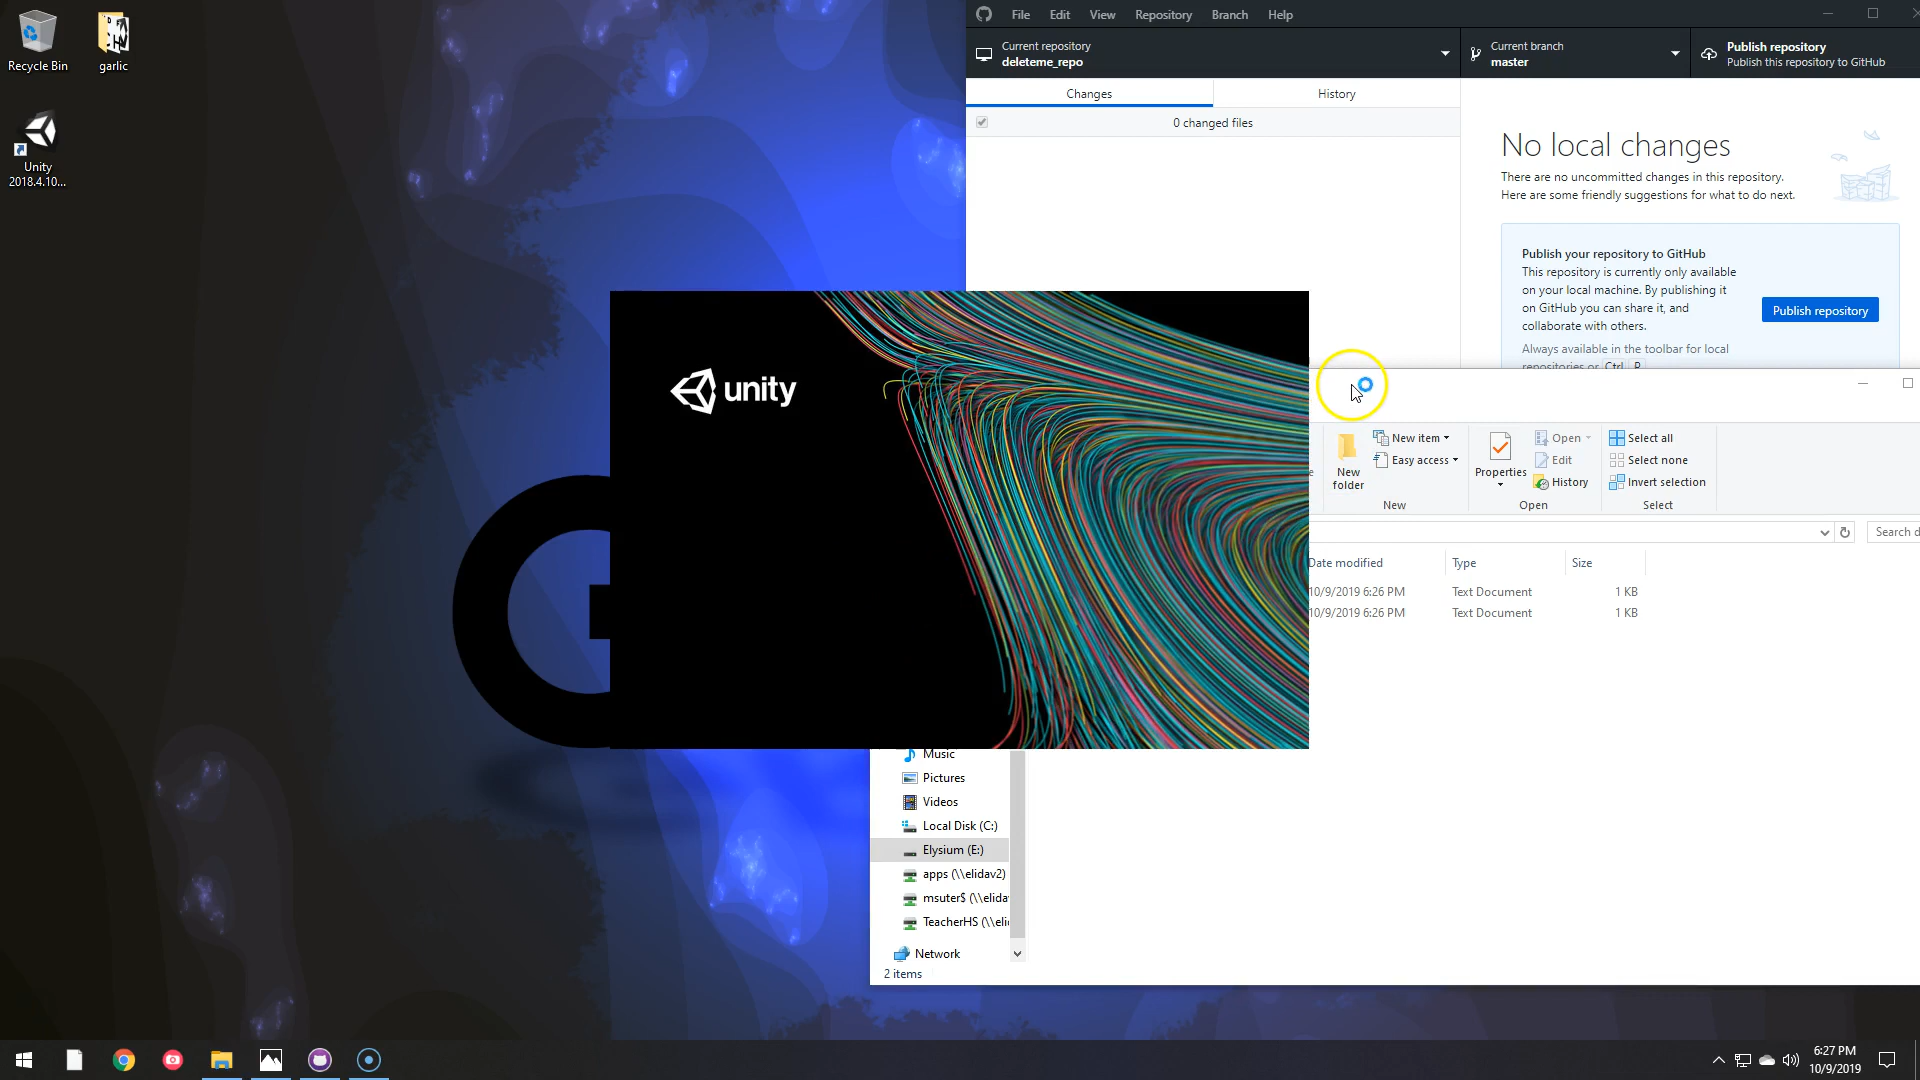 Recycle Bin
garlic
Unity
2018.4.10...
File Edit View Repository Branch Help
Current repository
deleteme_repo
Current branch
master
Publish repository
Publish this repository to GitHub
Changes
History
0 changed files
No local changes
There are no uncommitted changes in this repository.
Here are some friendly suggestions for what to do next.
Publish your repository to GitHub
This repository is currently only available
on your local machine. By publishing it
on GitHub you can share it, and
collaborate with others.
Publish repository
Always available in the toolbar for local
repositories or Ctrl P
unity
New
folder
New item
Easy access
New
Properties
Open
Edit
History
Open
Select all
Select none
Invert selection
Select
Search d
Date modified Type Size
10/9/2019 6:26 PM Text Document 1 KB
10/9/2019 6:26 PM Text Document 1 KB
Music
Pictures
Videos
Local Disk (C:)
Elysium (E:)
apps (\\elidav2)
msuter$ (\\elida
TeacherHS (\\eli
Network
2 items
6:27 PM
10/9/2019